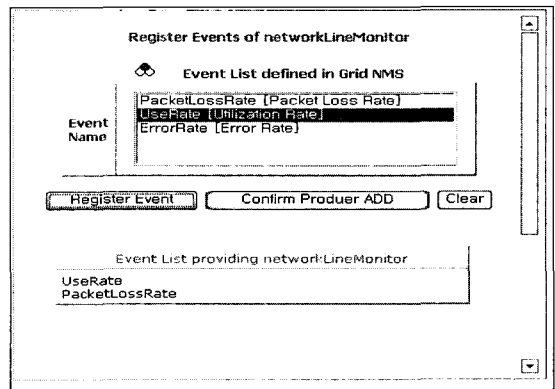 Register Events of networkLineMonitor
Event List defined in Grid NMS
Event Name
PacketLossRate [Packet Loss Rate]
UseRate [Utilization Rate]
ErrorRate [Error Rate]
Register Event
Confirm Produer ADD
Clear
Event List providing networkLineMonitor
UseRate
PacketLossRate